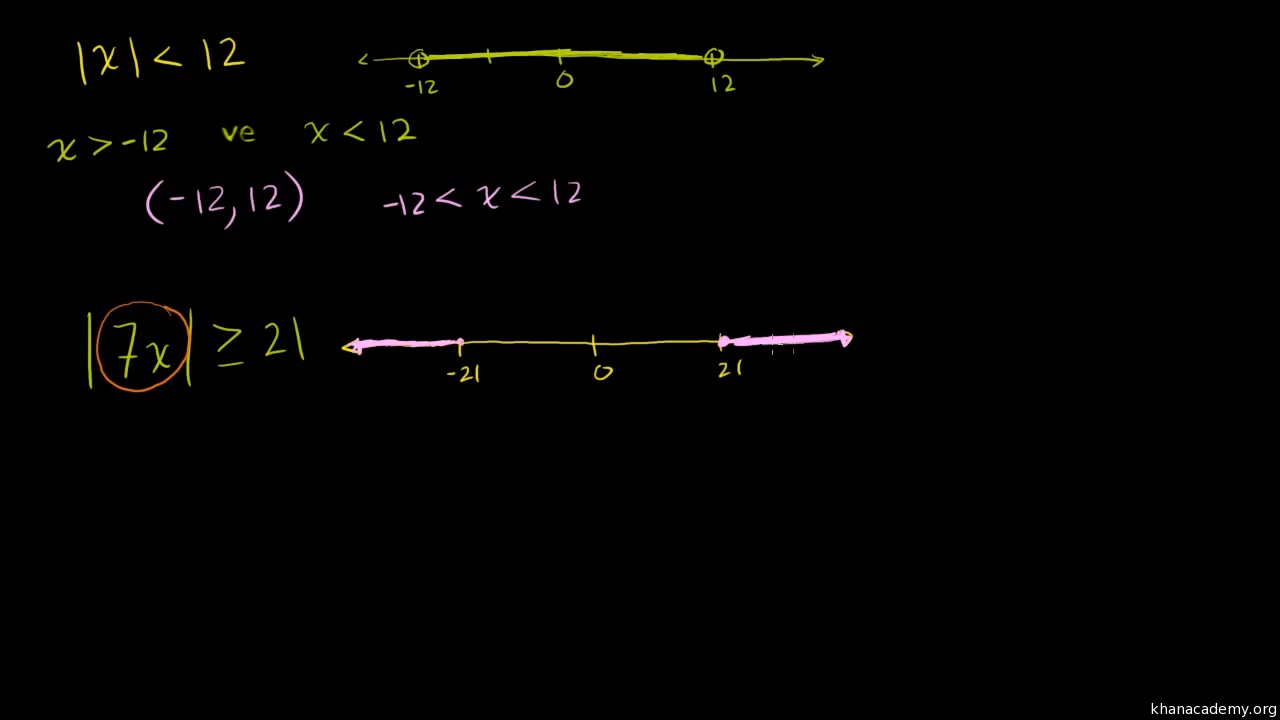 |x| < 12
-12 0 12
x > -12 ve x < 12
(-12, 12) -12 < x < 12
|7x| ≥ 21
-21 0 21
khanacademy.org